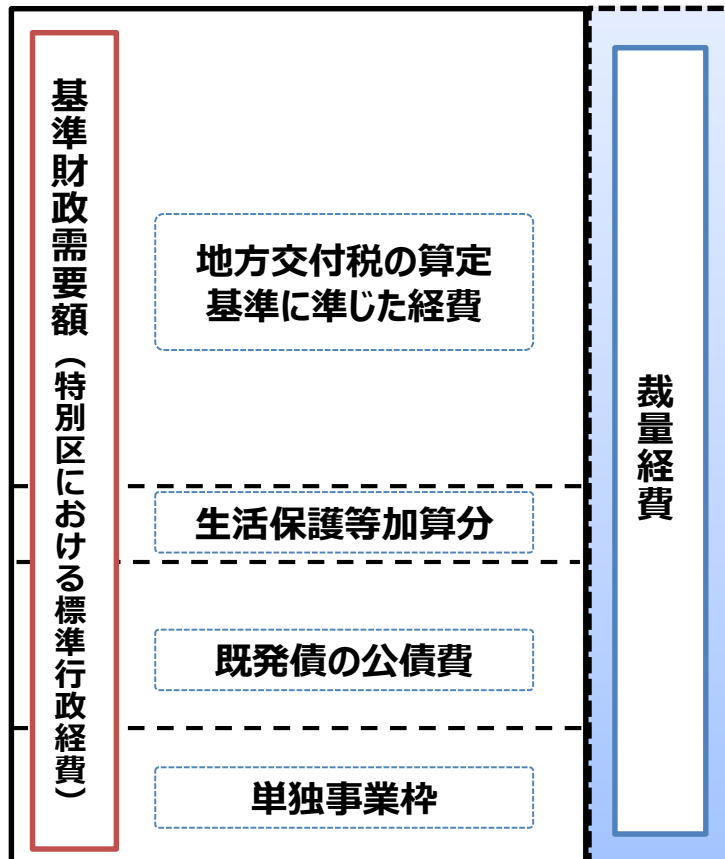 基準財政需要額（特別区における標準行政経費）
地方交付税の算定
基準に準じた経費
生活保護等加算分
既発債の公債費
単独事業枠
裁量経費